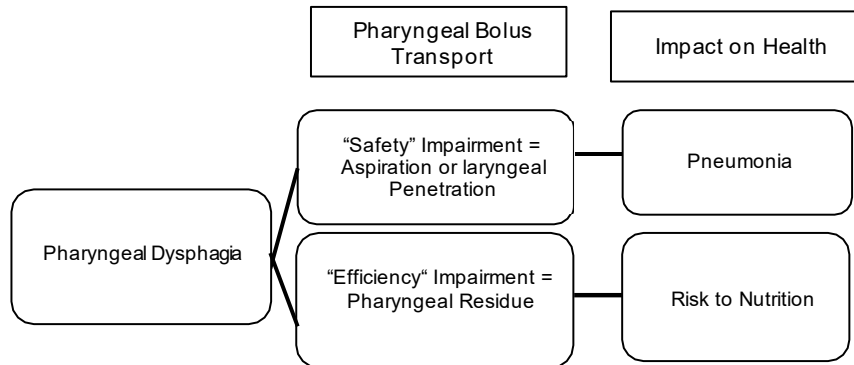 Pharyngeal Bolus
Transport
Impact on Health
“Safety” Impairment =
Aspiration or laryngeal
Penetration
Pneumonia
Pharyngeal Dysphagia
“Efficiency“ Impairment =
Pharyngeal Residue
Risk to Nutrition